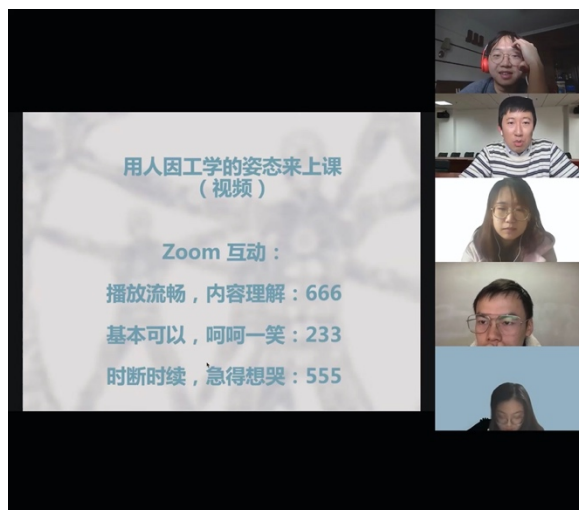 用人因工学的姿态来上课
（视频）
Zoom 互动：
播放流畅，内容理解：666
基本可以，呵呵一笑：233
时断时续，急得想哭：555